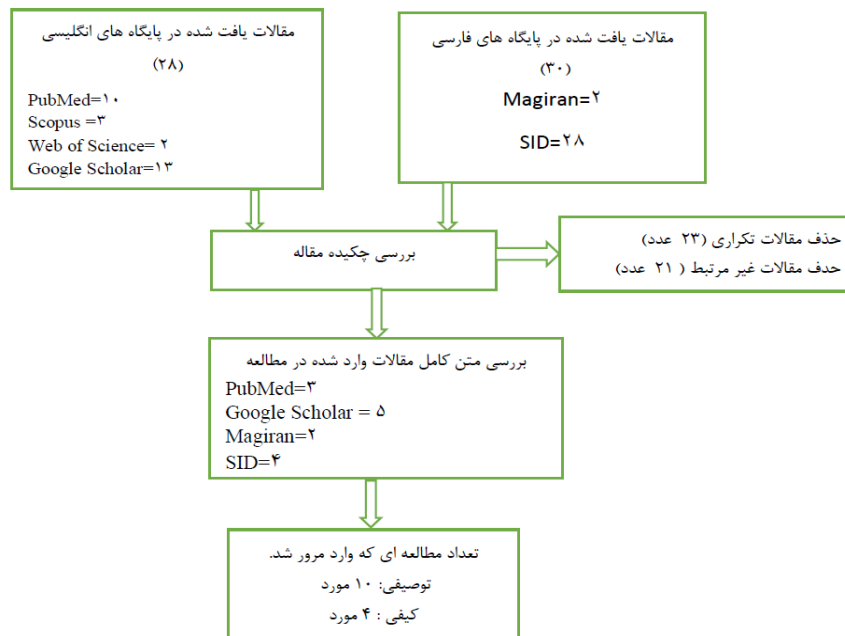 مقالات یافت شده در پایگاه های انگلیسی
(۲۸)
PubMed=۱۰
Scopus =۳
Web of Science= ۲
Google Scholar=۱۳
مقالات یافت شده در پایگاه های فارسی
(۳۰)
Magiran=۲
SID=۲۸
بررسی چکیده مقاله
حذف مقالات تکراری (۲۳ عدد)
حدف مقالات غیر مرتبط ( ۲۱ عدد)
بررسی متن کامل مقالات وارد شده در مطالعه
PubMed=۳
Google Scholar = ۵
Magiran=۲
SID=۴
تعداد مطالعه ای که وارد مرور شد.
توصیفی: ۱۰ مورد
کیفی : ۴ مورد